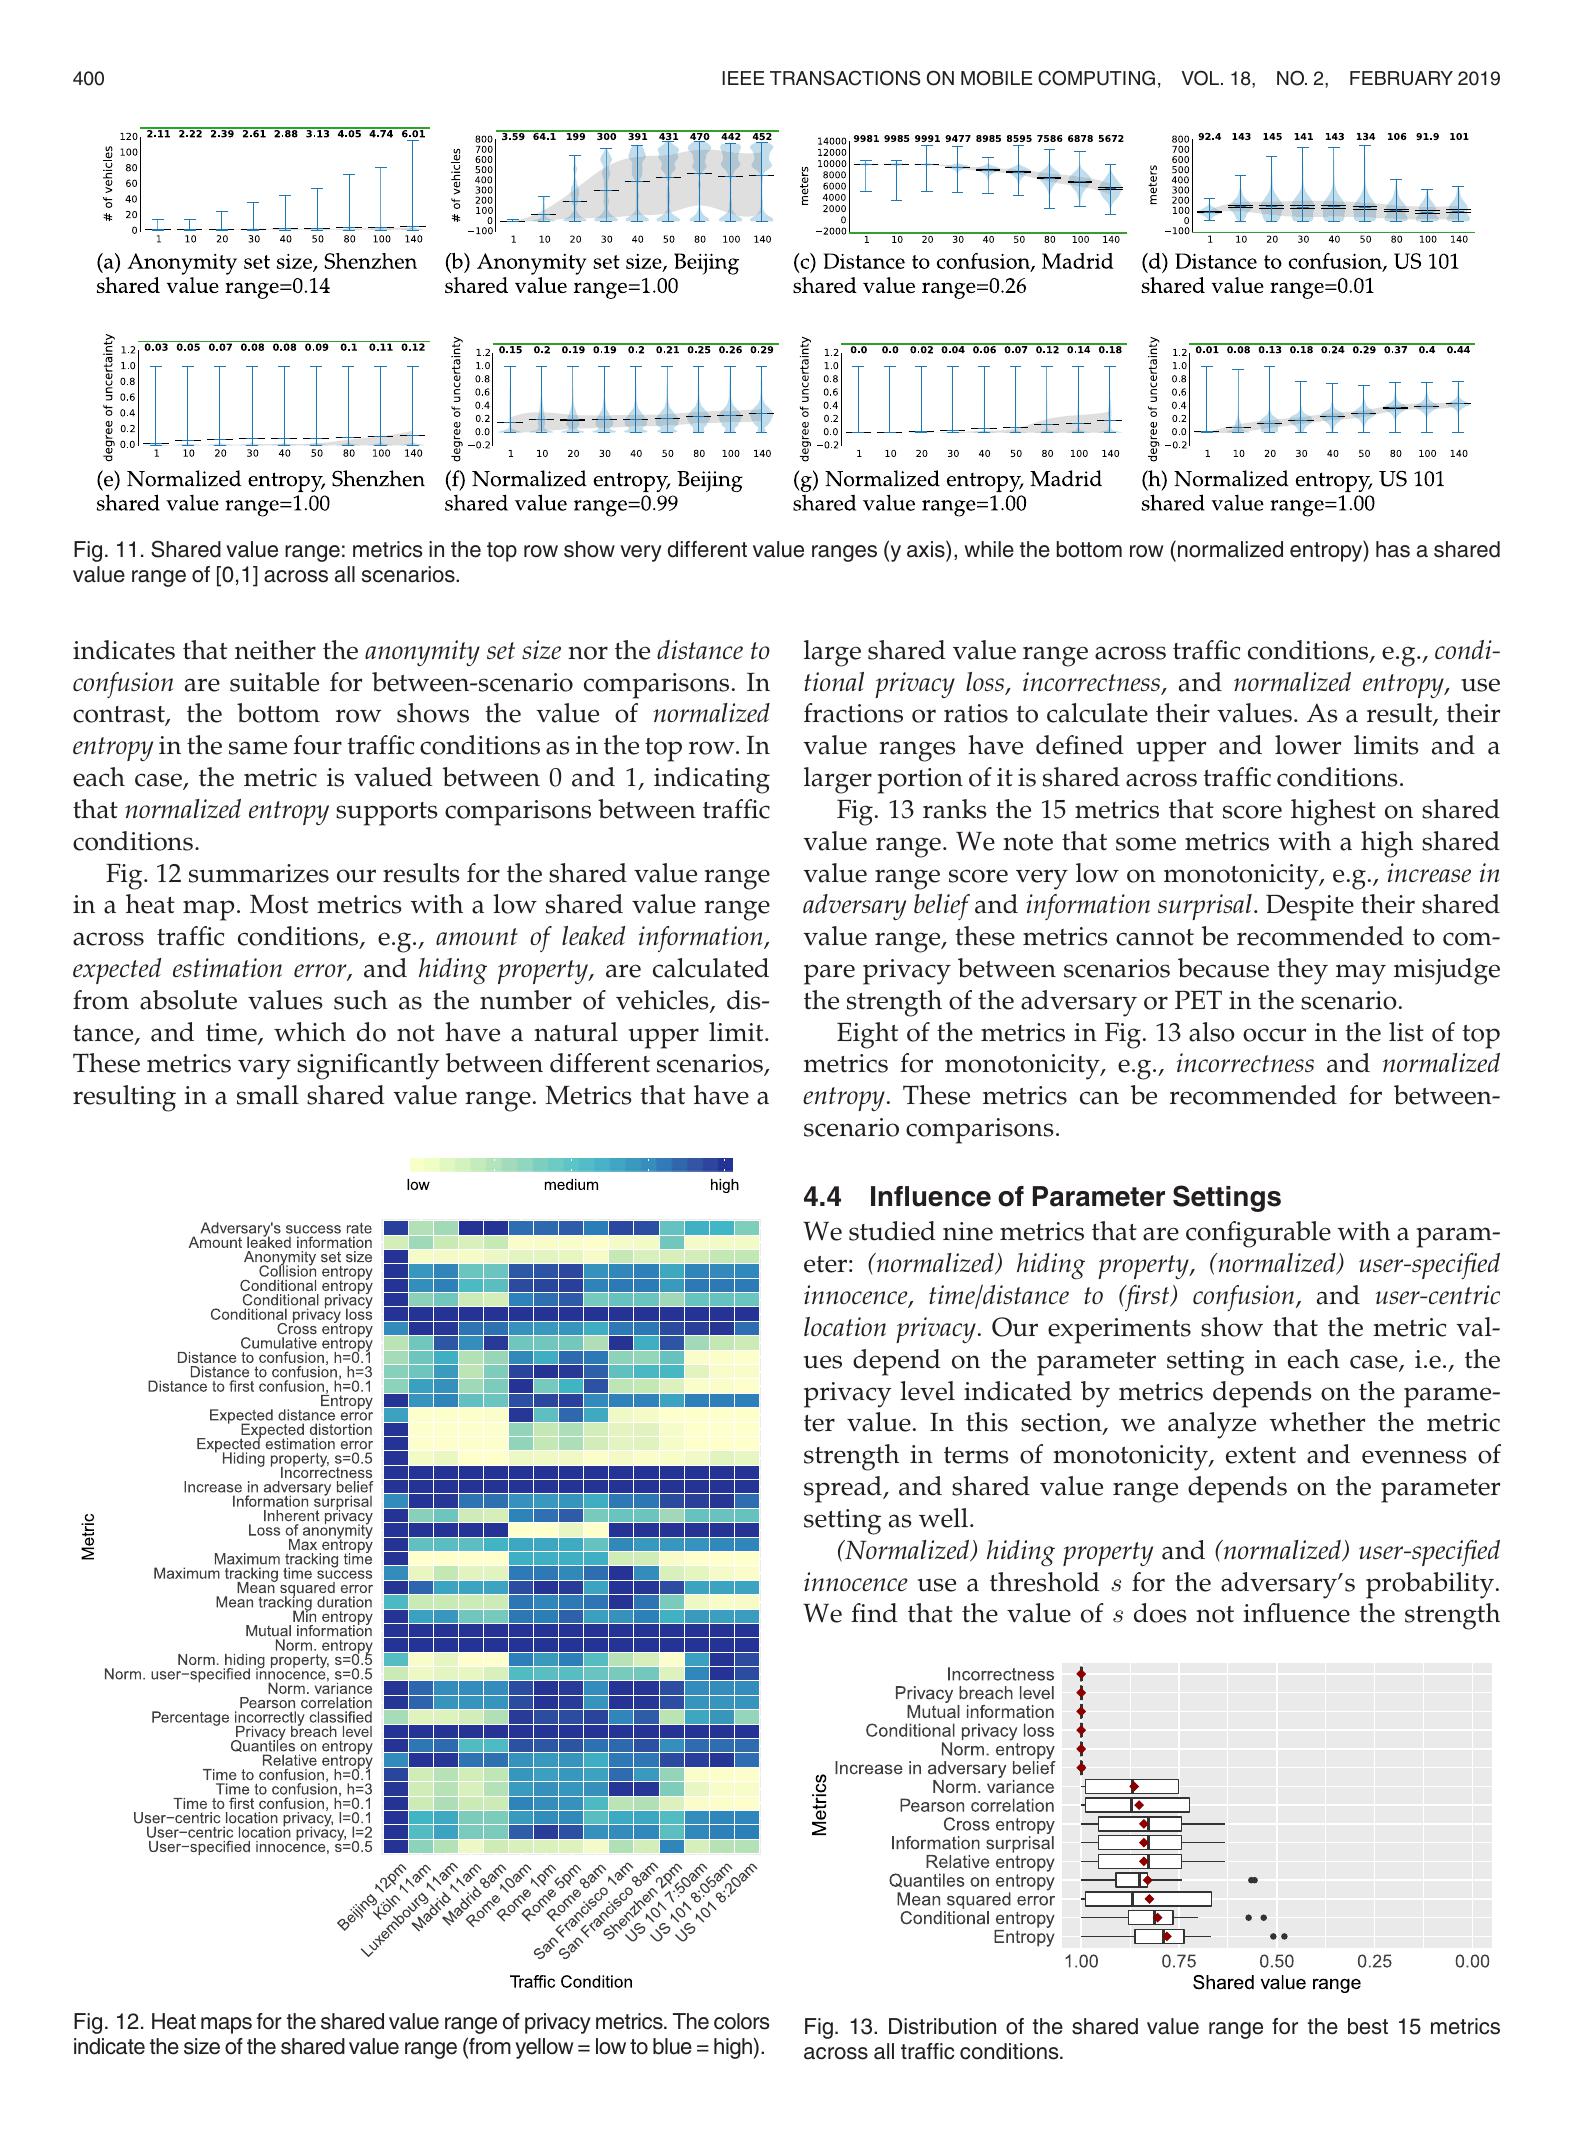 400
IEEE TRANSACTIONS ON MOBILE COMPUTING, VOL. 18, NO. 2, FEBRUARY 2019
# of vehicles
120
100
80
60
40
20
0
2.11 2.22 2.39 2.61 2.88 3.13 4.05 4.74 6.01
1 10 20 30 40 50 80 100 140
(a) Anonymity set size, Shenzhen
shared value range=0.14
# of vehicles
800
700
600
500
400
300
200
100
0
−100
3.59 64.1 199 300 391 431 470 442 452
1 10 20 30 40 50 80 100 140
(b) Anonymity set size, Beijing
shared value range=1.00
meters
14000
12000
10000
8000
6000
4000
2000
0
−2000
9981 9985 9991 9477 8985 8595 7586 6878 5672
1 10 20 30 40 50 80 100 140
(c) Distance to confusion, Madrid
shared value range=0.26
meters
800
700
600
500
400
300
200
100
0
−100
92.4 143 145 141 143 134 106 91.9 101
1 10 20 30 40 50 80 100 140
(d) Distance to confusion, US 101
shared value range=0.01
degree of uncertainty
1.2
1.0
0.8
0.6
0.4
0.2
0.0
0.03 0.05 0.07 0.08 0.08 0.09 0.1 0.11 0.12
1 10 20 30 40 50 80 100 140
(e) Normalized entropy, Shenzhen
shared value range=1.00
degree of uncertainty
1.2
1.0
0.8
0.6
0.4
0.2
0.0
−0.2
0.15 0.2 0.19 0.19 0.2 0.21 0.25 0.26 0.29
1 10 20 30 40 50 80 100 140
(f) Normalized entropy, Beijing
shared value range=0.99
degree of uncertainty
1.2
1.0
0.8
0.6
0.4
0.2
0.0
−0.2
0.0 0.0 0.02 0.04 0.06 0.07 0.12 0.14 0.18
1 10 20 30 40 50 80 100 140
(g) Normalized entropy, Madrid
shared value range=1.00
degree of uncertainty
1.2
1.0
0.8
0.6
0.4
0.2
0.0
−0.2
0.01 0.08 0.13 0.18 0.24 0.29 0.37 0.4 0.44
1 10 20 30 40 50 80 100 140
(h) Normalized entropy, US 101
shared value range=1.00
Fig. 11. Shared value range: metrics in the top row show very different value ranges (y axis), while the bottom row (normalized entropy) has a shared
value range of [0,1] across all scenarios.
indicates that neither the anonymity set size nor the distance to
confusion are suitable for between-scenario comparisons. In
contrast, the bottom row shows the value of normalized
entropy in the same four traffic conditions as in the top row. In
each case, the metric is valued between 0 and 1, indicating
that normalized entropy supports comparisons between traffic
conditions.
Fig. 12 summarizes our results for the shared value range
in a heat map. Most metrics with a low shared value range
across traffic conditions, e.g., amount of leaked information,
expected estimation error, and hiding property, are calculated
from absolute values such as the number of vehicles, dis-
tance, and time, which do not have a natural upper limit.
These metrics vary significantly between different scenarios,
resulting in a small shared value range. Metrics that have a
low medium high
Metric
Adversary's success rate
Amount leaked information
Anonymity set size
Collision entropy
Conditional entropy
Conditional privacy
Conditional privacy loss
Cross entropy
Cumulative entropy
Distance to confusion, h=0.1
Distance to confusion, h=3
Distance to first confusion, h=0.1
Entropy
Expected distance error
Expected distortion
Expected estimation error
Hiding property, s=0.5
Incorrectness
Increase in adversary belief
Information surprisal
Inherent privacy
Loss of anonymity
Max entropy
Maximum tracking time
Maximum tracking time success
Mean squared error
Mean tracking duration
Min entropy
Mutual information
Norm. entropy
Norm. hiding property, s=0.5
Norm. user−specified innocence, s=0.5
Norm. variance
Pearson correlation
Percentage incorrectly classified
Privacy breach level
Quantiles on entropy
Relative entropy
Time to confusion, h=0.1
Time to confusion, h=3
Time to first confusion, h=0.1
User−centric location privacy, l=0.1
User−centric location privacy, l=2
User−specified innocence, s=0.5
Beijing 12pm
Köln 11am
Luxembourg 11am
Madrid 11am
Madrid 8am
Rome 10am
Rome 1pm
Rome 5pm
Rome 8am
San Francisco 1am
San Francisco 8am
Shenzhen 2pm
US 101 7:50am
US 101 8:05am
US 101 8:20am
Traffic Condition
Fig. 12. Heat maps for the shared value range of privacy metrics. The colors
indicate the size of the shared value range (from yellow = low to blue = high).
large shared value range across traffic conditions, e.g., condi-
tional privacy loss, incorrectness, and normalized entropy, use
fractions or ratios to calculate their values. As a result, their
value ranges have defined upper and lower limits and a
larger portion of it is shared across traffic conditions.
Fig. 13 ranks the 15 metrics that score highest on shared
value range. We note that some metrics with a high shared
value range score very low on monotonicity, e.g., increase in
adversary belief and information surprisal. Despite their shared
value range, these metrics cannot be recommended to com-
pare privacy between scenarios because they may misjudge
the strength of the adversary or PET in the scenario.
Eight of the metrics in Fig. 13 also occur in the list of top
metrics for monotonicity, e.g., incorrectness and normalized
entropy. These metrics can be recommended for between-
scenario comparisons.
4.4 Influence of Parameter Settings
We studied nine metrics that are configurable with a param-
eter: (normalized) hiding property, (normalized) user-specified
innocence, time/distance to (first) confusion, and user-centric
location privacy. Our experiments show that the metric val-
ues depend on the parameter setting in each case, i.e., the
privacy level indicated by metrics depends on the parame-
ter value. In this section, we analyze whether the metric
strength in terms of monotonicity, extent and evenness of
spread, and shared value range depends on the parameter
setting as well.
(Normalized) hiding property and (normalized) user-specified
innocence use a threshold s for the adversary's probability.
We find that the value of s does not influence the strength
Metrics
Incorrectness
Privacy breach level
Mutual information
Conditional privacy loss
Norm. entropy
Increase in adversary belief
Norm. variance
Pearson correlation
Cross entropy
Information surprisal
Relative entropy
Quantiles on entropy
Mean squared error
Conditional entropy
Entropy
1.00 0.75 0.50 0.25 0.00
Shared value range
Fig. 13. Distribution of the shared value range for the best 15 metrics
across all traffic conditions.